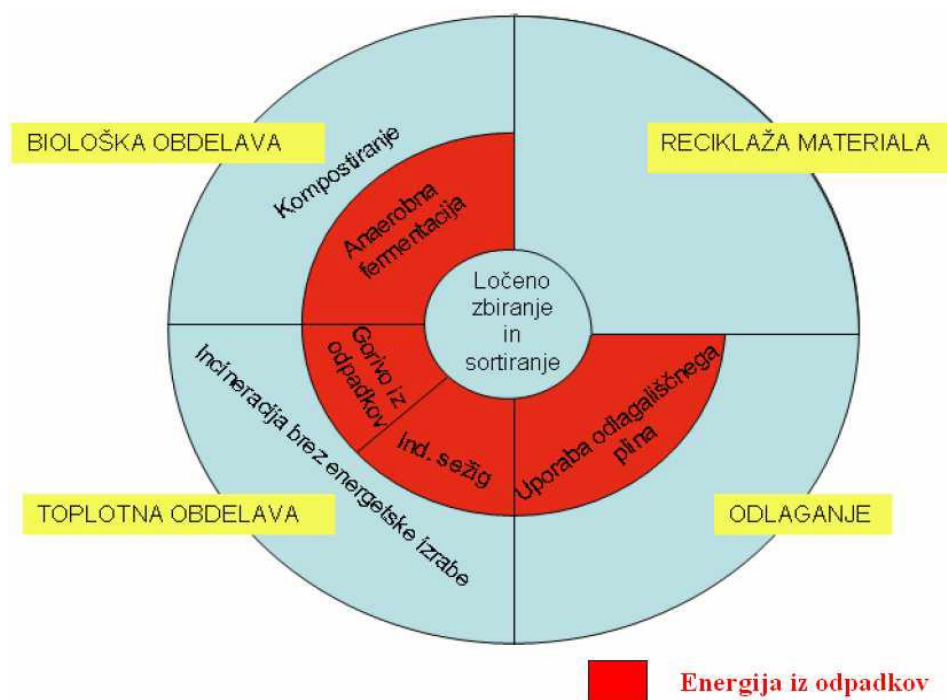 BIOLOŠKA OBDELAVA
RECIKLAŽA MATERIALA
Kompostiranje
Anaerobna
fermentacija
Ločeno
zbiranje
in
sortiranje
Gorivo iz
odpadkov
Ind. sežig
Uporaba odlagališčnega
plina
Incineracija brez energetske izrabe
TOPLOTNA OBDELAVA
ODLAGANJE
Energija iz odpadkov